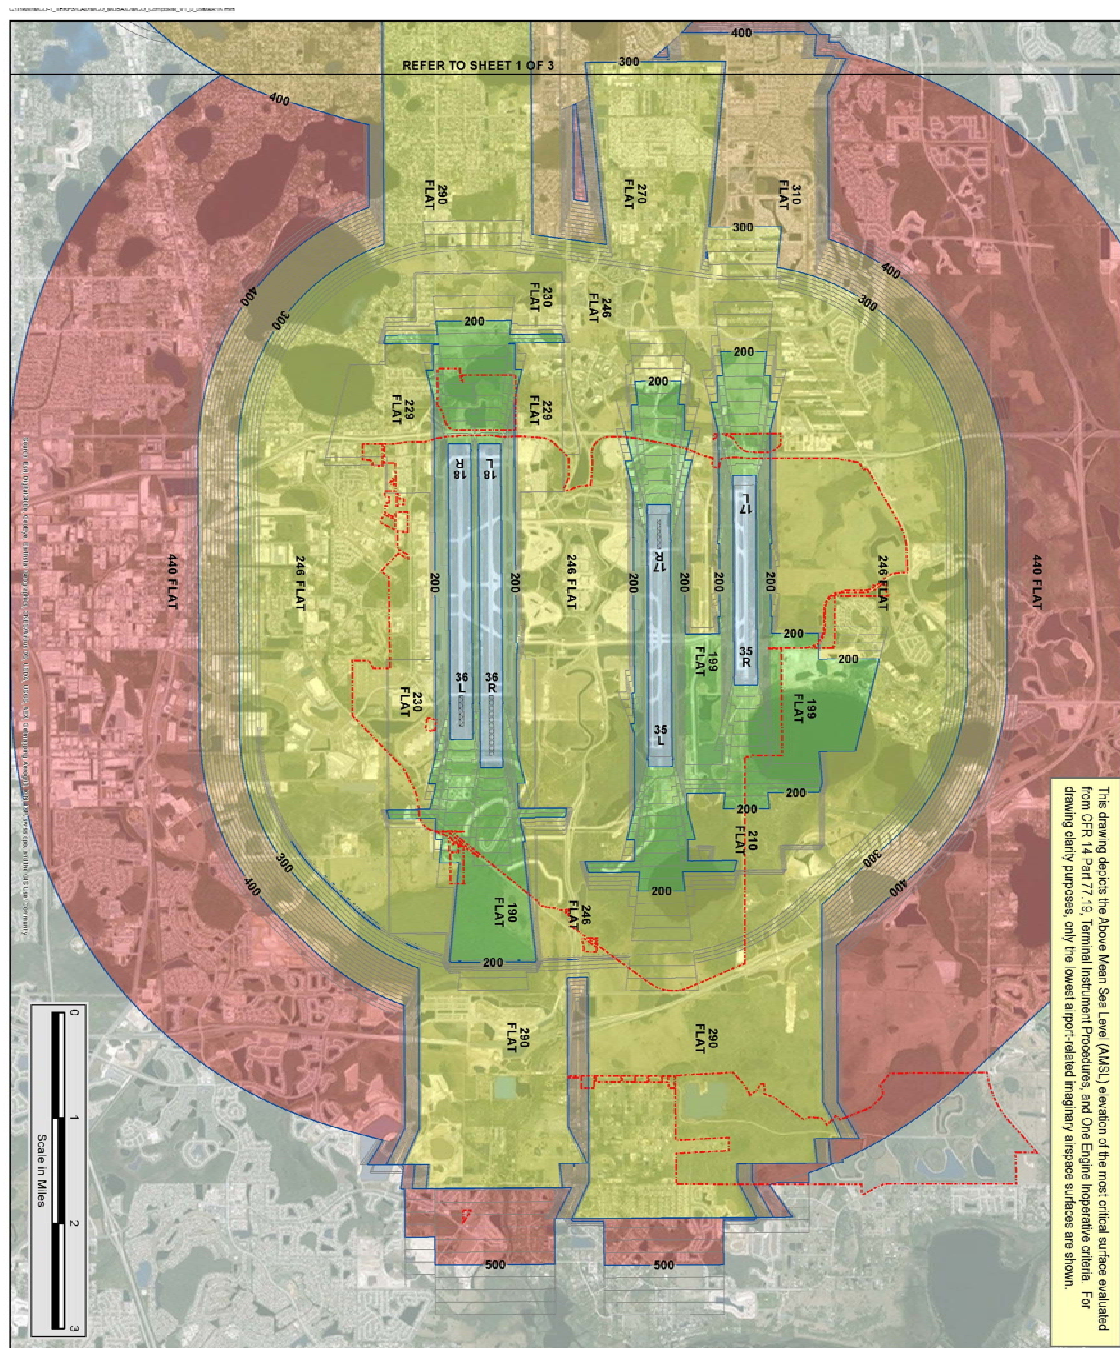 REFER TO SHEET 1 OF 3
400
300
400
290
FLAT
270
FLAT
310
FLAT
300
400
300
400
300
230
FLAT
246
FLAT
200
200
200
229
FLAT
229
FLAT
18
R
18
L
17
L
17
R
440 FLAT
246 FLAT
200
200
246 FLAT
200
200
200
200
246 FLAT
440 FLAT
200
200
199
FLAT
35
R
36
L
36
R
230
FLAT
199
FLAT
35
L
200
200
210
FLAT
300
400
300
400
200
190
FLAT
246
FLAT
200
290
FLAT
290
FLAT
500
500
This drawing depicts the Above Mean Sea Level (AMSL) elevation of the most critical surface evaluated
from CFR 14 Part 77.19, Terminal Instrument Procedures, and One Engine Inoperative criteria. For
drawing clarity purposes, only the lowest airport-related imaginary airspace surfaces are shown.
0
1
2
3
Scale in Miles